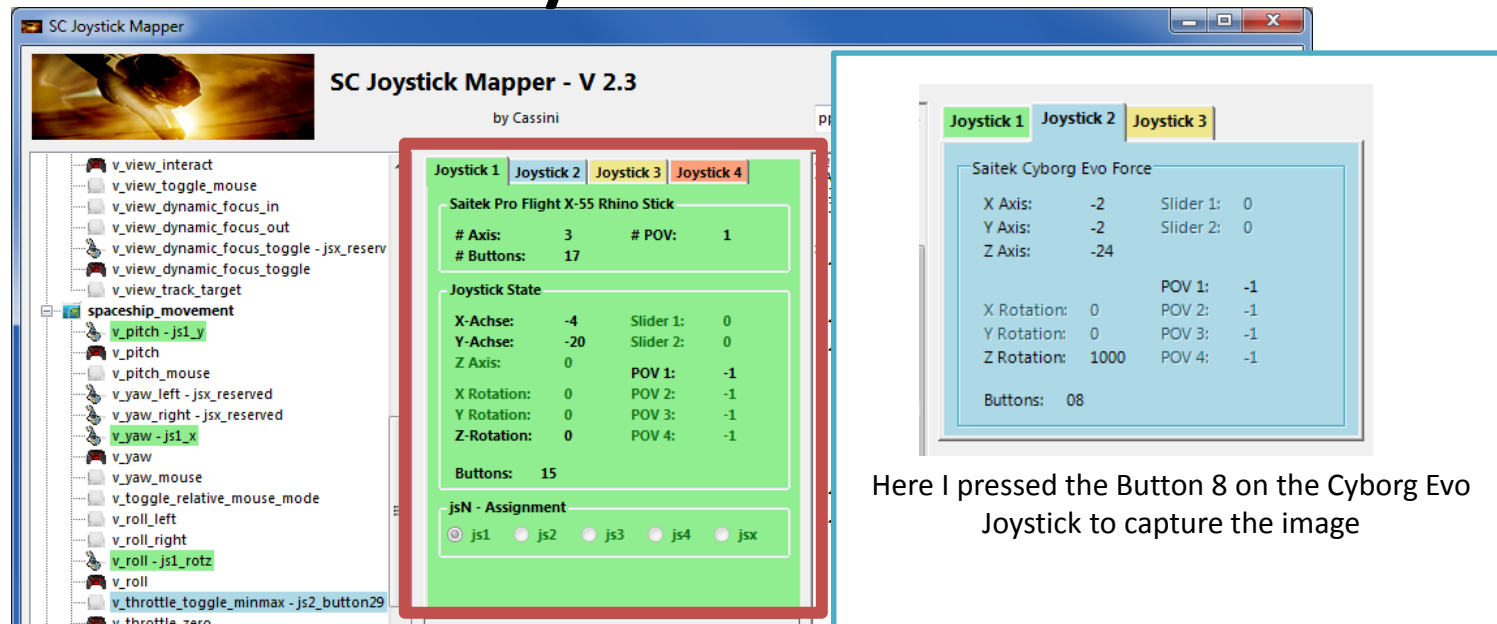 SC Joystick Mapper
SC Joystick Mapper - V 2.3
by Cassini
v_view_interact
v_view_toggle_mouse
v_view_dynamic_focus_in
v_view_dynamic_focus_out
v_view_dynamic_focus_toggle - jsx_reserv
v_view_dynamic_focus_toggle
v_view_track_target
spaceship_movement
v_pitch - js1_y
v_pitch
v_pitch_mouse
v_yaw_left - jsx_reserved
v_yaw_right - jsx_reserved
v_yaw - js1_x
v_yaw
v_yaw_mouse
v_toggle_relative_mouse_mode
v_roll_left
v_roll_right
v_roll - js1_rotz
v_roll
v_throttle_toggle_minmax - js2_button29
v_throttle_zero
Joystick 1 Joystick 2 Joystick 3 Joystick 4
Saitek Pro Flight X-55 Rhino Stick
# Axis: 3 # POV: 1
# Buttons: 17
Joystick State
X-Achse: -4 Slider 1: 0
Y-Achse: -20 Slider 2: 0
Z Axis: 0
POV 1: -1
X Rotation: 0 POV 2: -1
Y Rotation: 0 POV 3: -1
Z-Rotation: 0 POV 4: -1
Buttons: 15
jsN - Assignment
js1 js2 js3 js4 jsx
Joystick 1 Joystick 2 Joystick 3
Saitek Cyborg Evo Force
X Axis: -2 Slider 1: 0
Y Axis: -2 Slider 2: 0
Z Axis: -24
POV 1: -1
X Rotation: 0 POV 2: -1
Y Rotation: 0 POV 3: -1
Z Rotation: 1000 POV 4: -1
Buttons: 08
Here I pressed the Button 8 on the Cyborg Evo
Joystick to capture the image